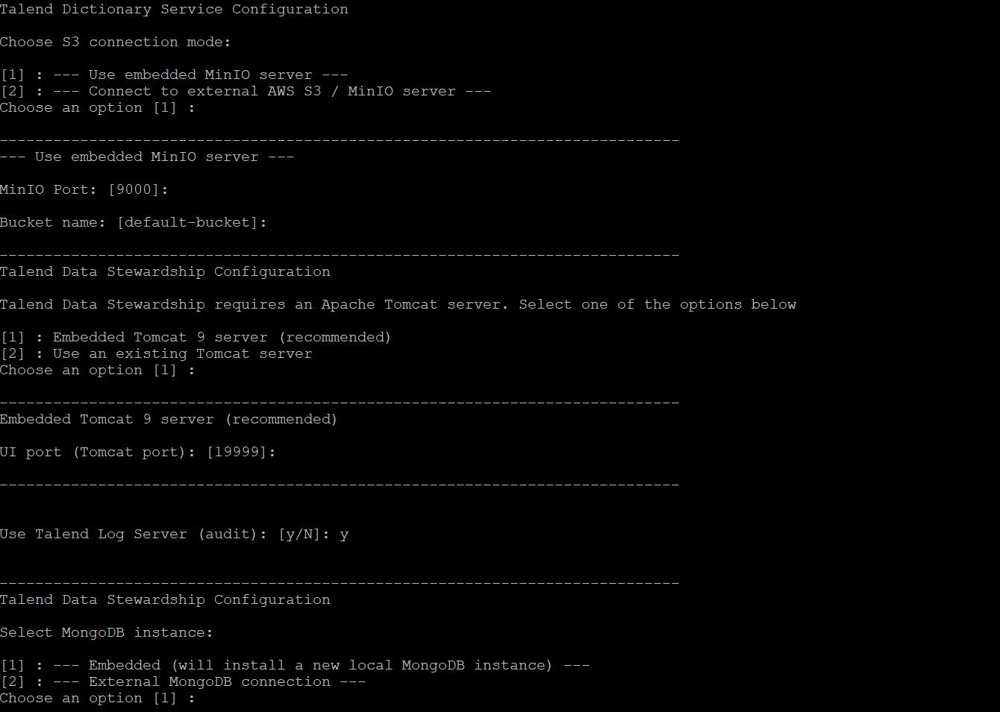 Talend Dictionary Service Configuration
Choose S3 connection mode:
[1] : --- Use embedded MinIO server ---
[2] : --- Connect to external AWS S3 / MinIO server ---
Choose an option [1] :
----------------------------------------------------------------------------
--- Use embedded MinIO server ---
MinIO Port: [9000]:
Bucket name: [default-bucket]:
----------------------------------------------------------------------------
Talend Data Stewardship Configuration
Talend Data Stewardship requires an Apache Tomcat server. Select one of the options below
[1] : Embedded Tomcat 9 server (recommended)
[2] : Use an existing Tomcat server
Choose an option [1] :
----------------------------------------------------------------------------
Embedded Tomcat 9 server (recommended)
UI port (Tomcat port): [19999]:
----------------------------------------------------------------------------
Use Talend Log Server (audit): [y/N]: y
----------------------------------------------------------------------------
Talend Data Stewardship Configuration
Select MongoDB instance:
[1] : --- Embedded (will install a new local MongoDB instance) ---
[2] : --- External MongoDB connection ---
Choose an option [1] :